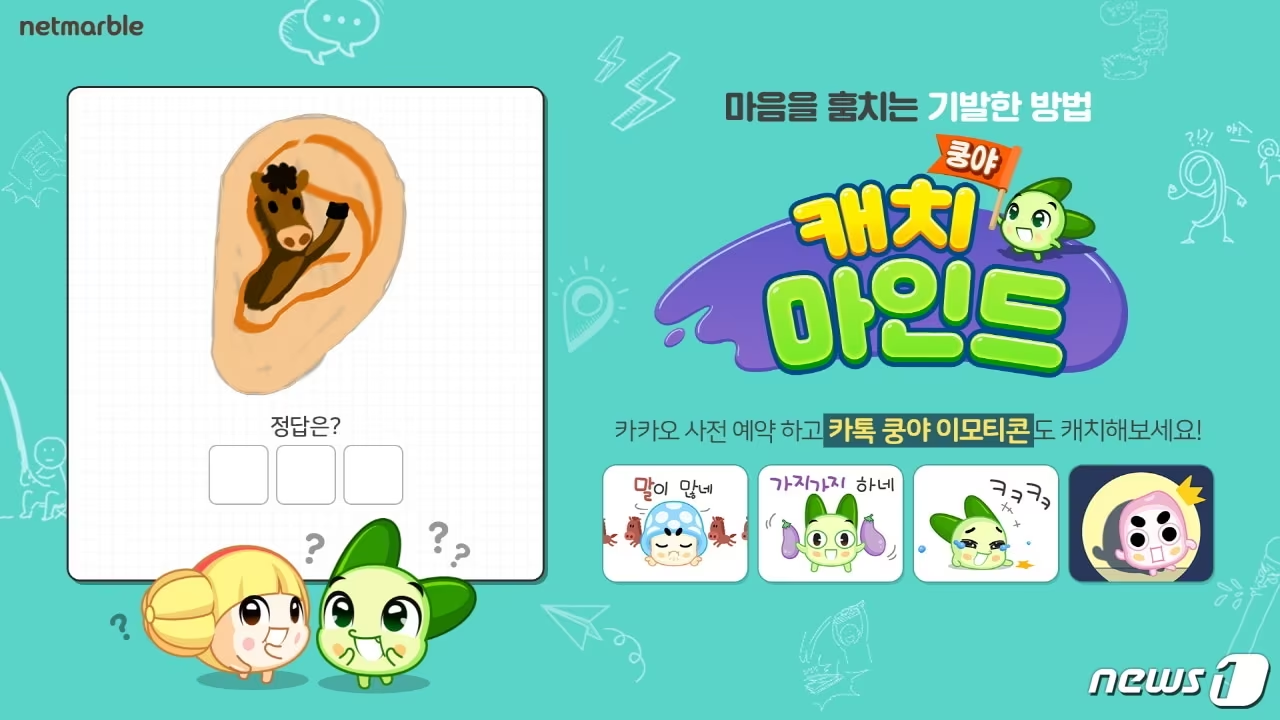 netmarble
마음을 훔치는 기발한 방법
쿵야
캐치
마인드
정답은?
카카오 사전 예약 하고 카톡 쿵야 이모티콘도 캐치해보세요!
말이 많네
가지가지 하네
ㅋㅋㅋㅋ
? ? ? ?
news1